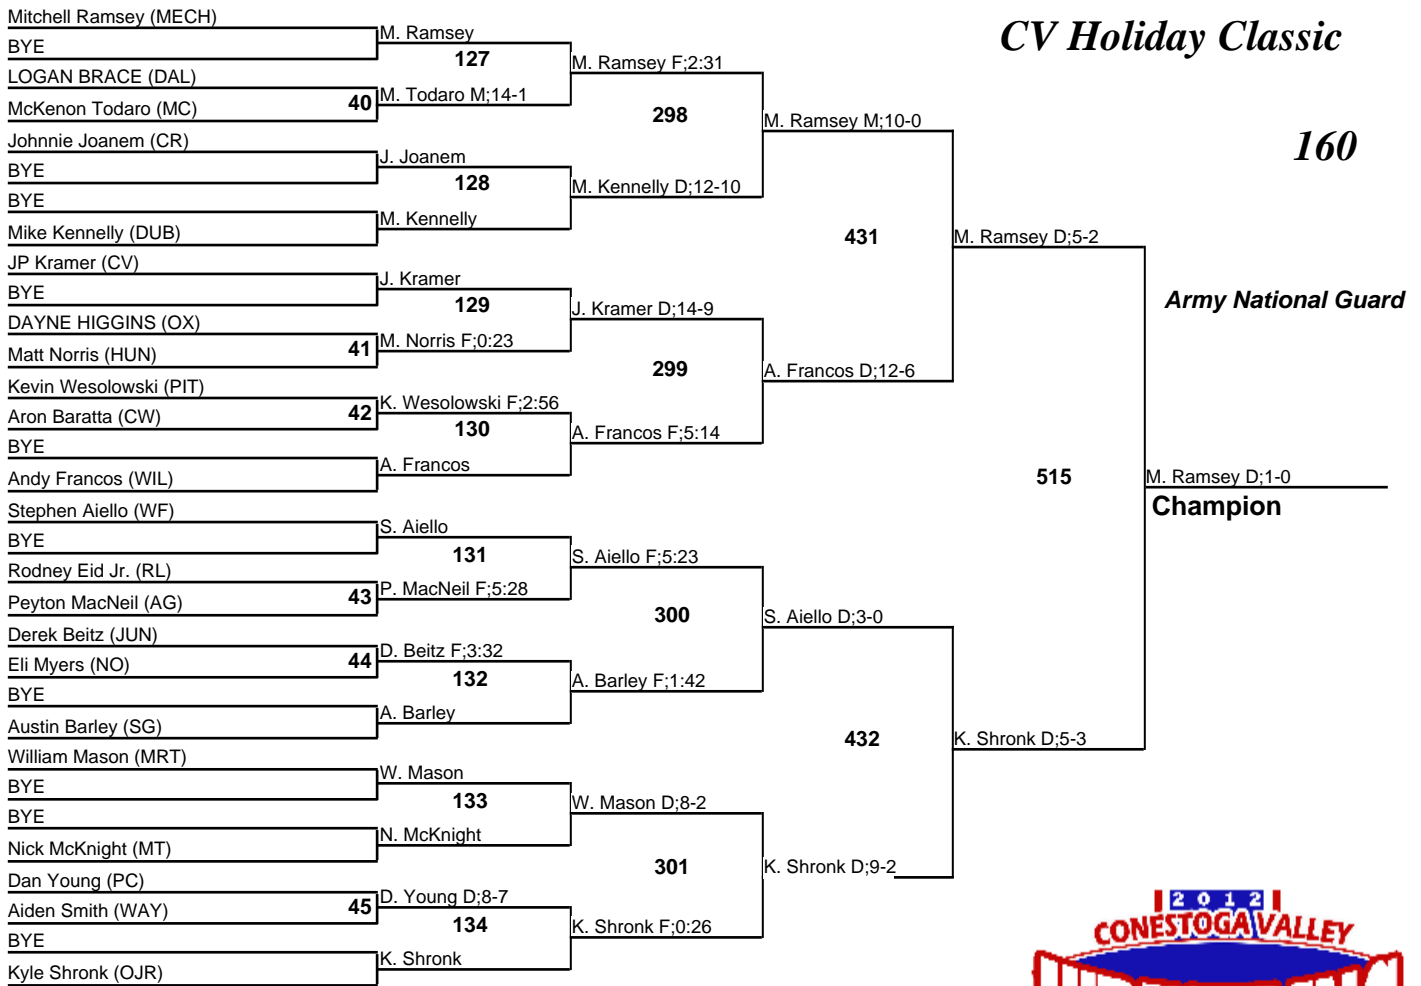 CV Holiday Classic
160
Army National Guard
Mitchell Ramsey (MECH)
BYE
LOGAN BRACE (DAL)
McKenon Todaro (MC)
Johnnie Joanem (CR)
BYE
BYE
Mike Kennelly (DUB)
JP Kramer (CV)
BYE
DAYNE HIGGINS (OX)
Matt Norris (HUN)
Kevin Wesolowski (PIT)
Aron Baratta (CW)
BYE
Andy Francos (WIL)
Stephen Aiello (WF)
BYE
Rodney Eid Jr. (RL)
Peyton MacNeil (AG)
Derek Beitz (JUN)
Eli Myers (NO)
BYE
Austin Barley (SG)
William Mason (MRT)
BYE
BYE
Nick McKnight (MT)
Dan Young (PC)
Aiden Smith (WAY)
BYE
Kyle Shronk (OJR)
40
41
42
43
44
45
M. Ramsey
127
M. Todaro M;14-1
J. Joanem
128
M. Kennelly
J. Kramer
129
M. Norris F;0:23
K. Wesolowski F;2:56
130
A. Francos
S. Aiello
131
P. MacNeil F;5:28
D. Beitz F;3:32
132
A. Barley
W. Mason
133
N. McKnight
D. Young D;8-7
134
K. Shronk
M. Ramsey F;2:31
298
M. Kennelly D;12-10
J. Kramer D;14-9
299
A. Francos F;5:14
S. Aiello F;5:23
300
A. Barley F;1:42
W. Mason D;8-2
301
K. Shronk F;0:26
M. Ramsey M;10-0
431
A. Francos D;12-6
S. Aiello D;3-0
432
K. Shronk D;9-2
M. Ramsey D;5-2
515
K. Shronk D;5-3
M. Ramsey D;1-0
Champion
2012
CONESTOGA VALLEY